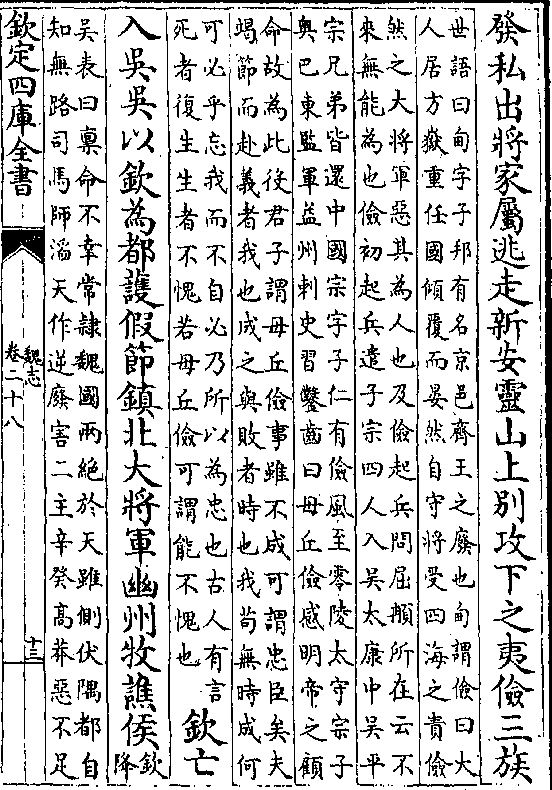 發私出將家屬逃走新安靈山上别攻下之夷儉三族
世語曰甸字子邦有名京邑齊王之廢也甸謂儉曰大
人居方嶽重任國傾覆而晏然自守將受四海之責儉
然之大將軍惡其為人也及儉起兵問屈𩒺所在云不
來無能為也儉初起兵遣子宗四人入吳太康中吳平
宗兄弟皆還中國宗字子仁有儉風至零陵太守宗子
奥巴東監軍益州刺史習鑿齒曰毋丘儉感明帝之顧
命故為此役君子謂毋丘儉事雖不成可謂忠臣矣夫
竭節而赴義者我也成之與敗者時也我苟無時成何
可必乎忘我而不自必乃所以為忠也古人有言
死者復生生者不愧若毋丘儉可謂能不愧也
欽亡
入吳吳以欽為都護假節鎮北大將軍幽州牧譙侯
欽
降
吳表曰禀命不幸常隸魏國兩絶於天雖側伏隅都自
知無路司馬師滔天作逆廢害二主辛癸髙莽惡不足
欽定四庫全書
魏志
卷二十八
十三